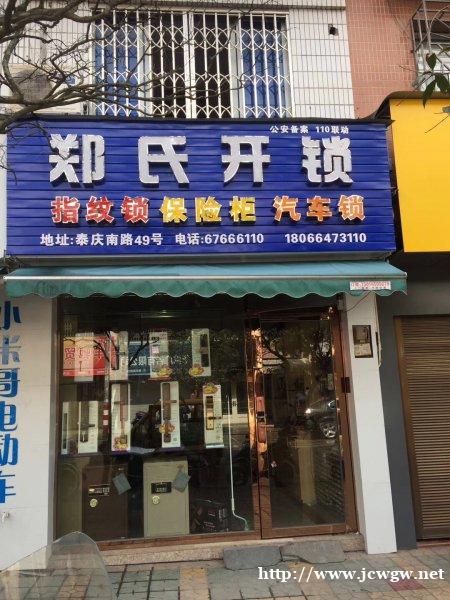 公安备案 110联动
郑氏开锁
指纹锁 保险柜 汽车锁
地址:泰庆南路49号 电话:67666110 18066473110
小米哥电动车
http://www.jcwgw.net